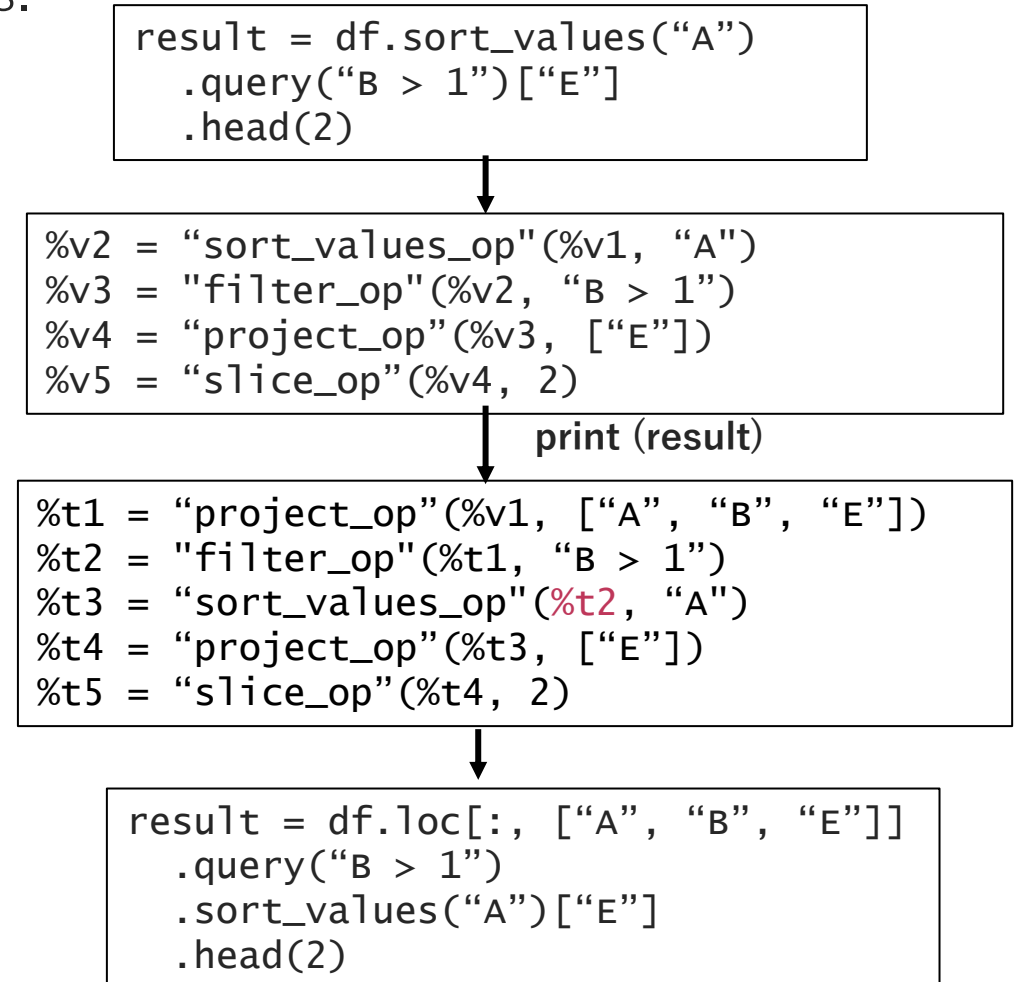 result = df.sort_values(“A”)
.query(“B > 1”)[“E”]
.head(2)
%v2 = “sort_values_op"(%v1, “A")
%v3 = "filter_op"(%v2, “B > 1”)
%v4 = “project_op”(%v3, [“E”])
%v5 = “slice_op”(%v4, 2)
print (result)
%t1 = “project_op”(%v1, [“A”, “B”, “E”])
%t2 = "filter_op"(%t1, “B > 1”)
%t3 = “sort_values_op"(%t2, “A")
%t4 = “project_op”(%t3, [“E”])
%t5 = “slice_op”(%t4, 2)
result = df.loc[:, [“A”, “B”, “E”]]
.query(“B > 1”)
.sort_values(“A”)[“E”]
.head(2)